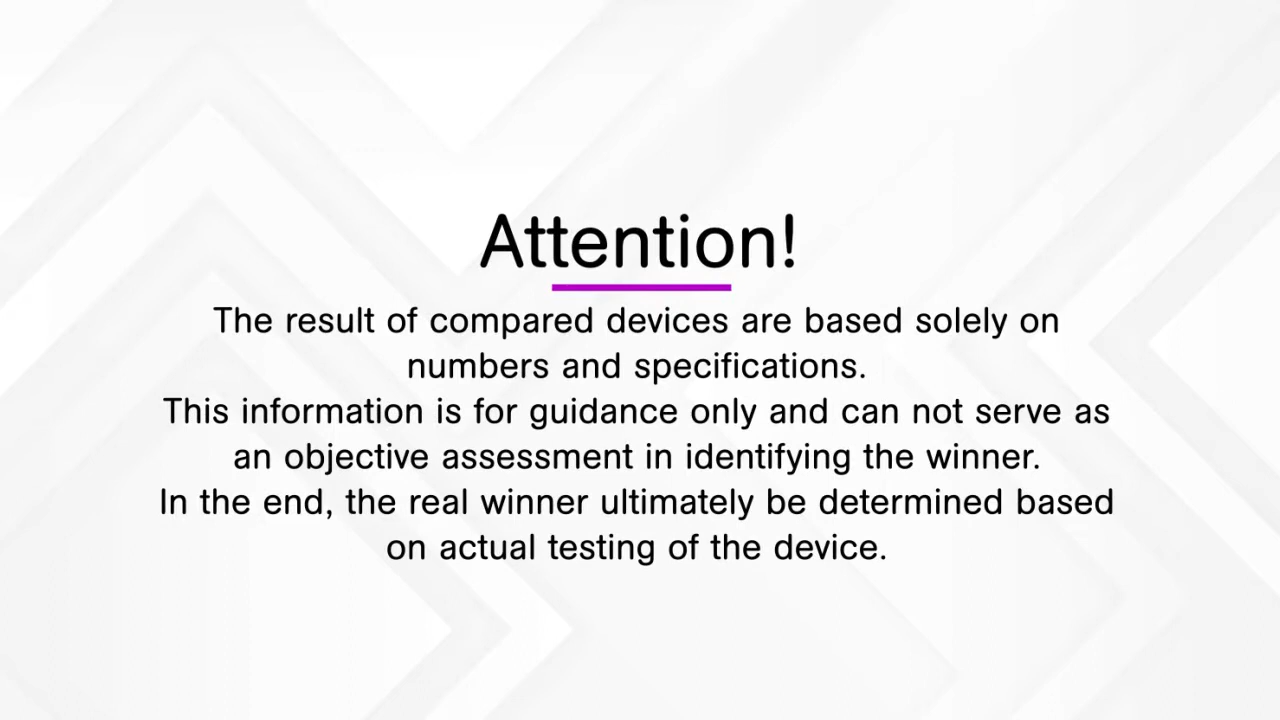 Attention!
The result of compared devices are based solely on
numbers and specifications.
This information is for guidance only and can not serve as
an objective assessment in identifying the winner.
In the end, the real winner ultimately be determined based
on actual testing of the device.